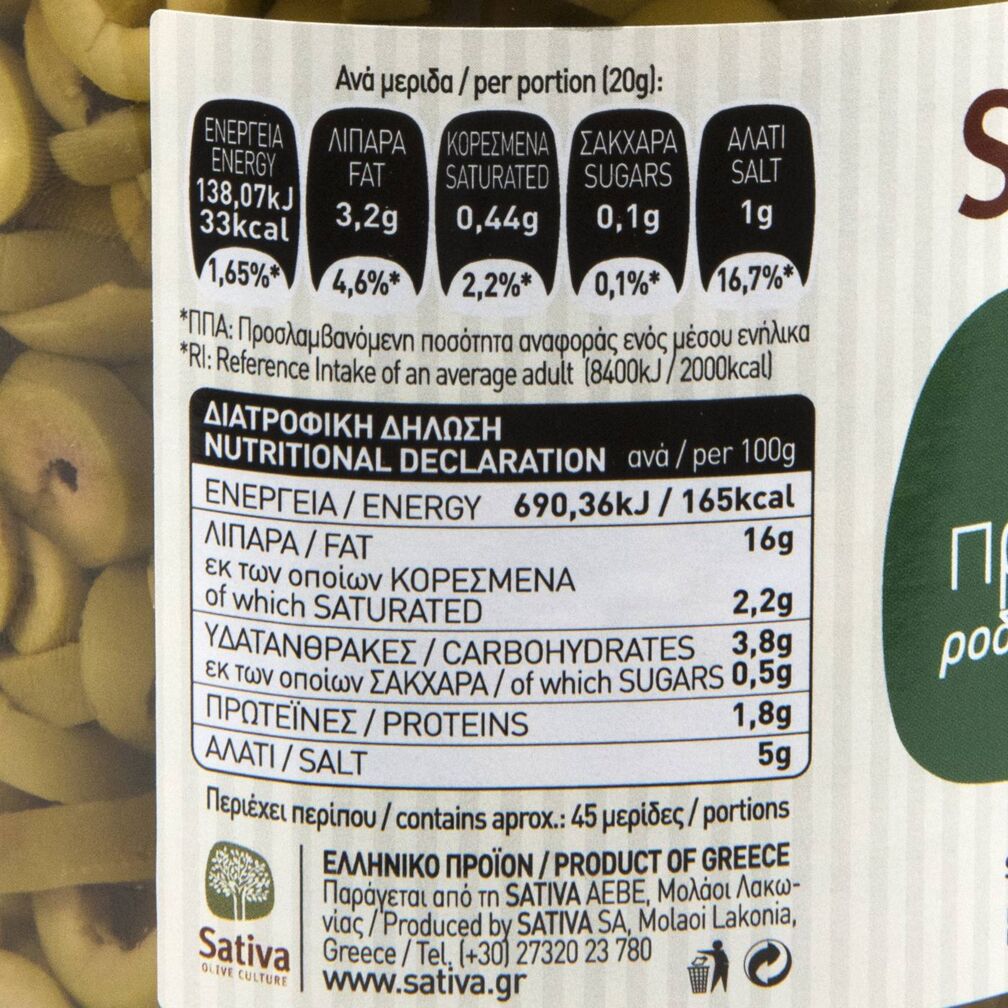 Ανά μεριδα / per portion (20g):
ΕΝΕΡΓΕΙΑ
ENERGY
138,07kJ
33kcal
1,65%*
ΛΙΠΑΡΑ
FAT
3,2g
4,6%*
ΚΟΡΕΣΜΕΝΑ
SATURATED
0,44g
2,2%*
ΣΑΚΧΑΡΑ
SUGARS
0,1g
0,1%*
ΑΛΑΤΙ
SALT
1g
16,7%*
*ΠΠΑ: Προσλαμβανόμενη ποσότητα αναφοράς ενός μέσου ενήλικα
*RI: Reference Intake of an average adult (8400kJ / 2000kcal)
ΔΙΑΤΡΟΦΙΚΗ ΔΗΛΩΣΗ
NUTRITIONAL DECLARATION ανά / per 100g
ΕΝΕΡΓΕΙΑ / ENERGY 690,36kJ / 165kcal
ΛΙΠΑΡΑ / FAT 16g
εκ των οποίων ΚΟΡΕΣΜΕΝΑ
of which SATURATED 2,2g
ΥΔΑΤΑΝΘΡΑΚΕΣ / CARBOHYDRATES 3,8g
εκ των οποίων ΣΑΚΧΑΡΑ / of which SUGARS 0,5g
ΠΡΩΤΕΪΝΕΣ / PROTEINS 1,8g
ΑΛΑΤΙ / SALT 5g
Περιέχει περίπου / contains aprox.: 45 μερίδες / portions
ΕΛΛΗΝΙΚΟ ΠΡΟΪΟΝ / PRODUCT OF GREECE
Παράγεται από τη SATIVA ΑΕΒΕ, Μολάοι Λακω-
νίας / Produced by SATIVA SA, Molaoi Lakonia,
Greece / Tel. (+30) 27320 23 780
www.sativa.gr
Sativa
OLIVE CULTURE
S
Πρ
ροδ